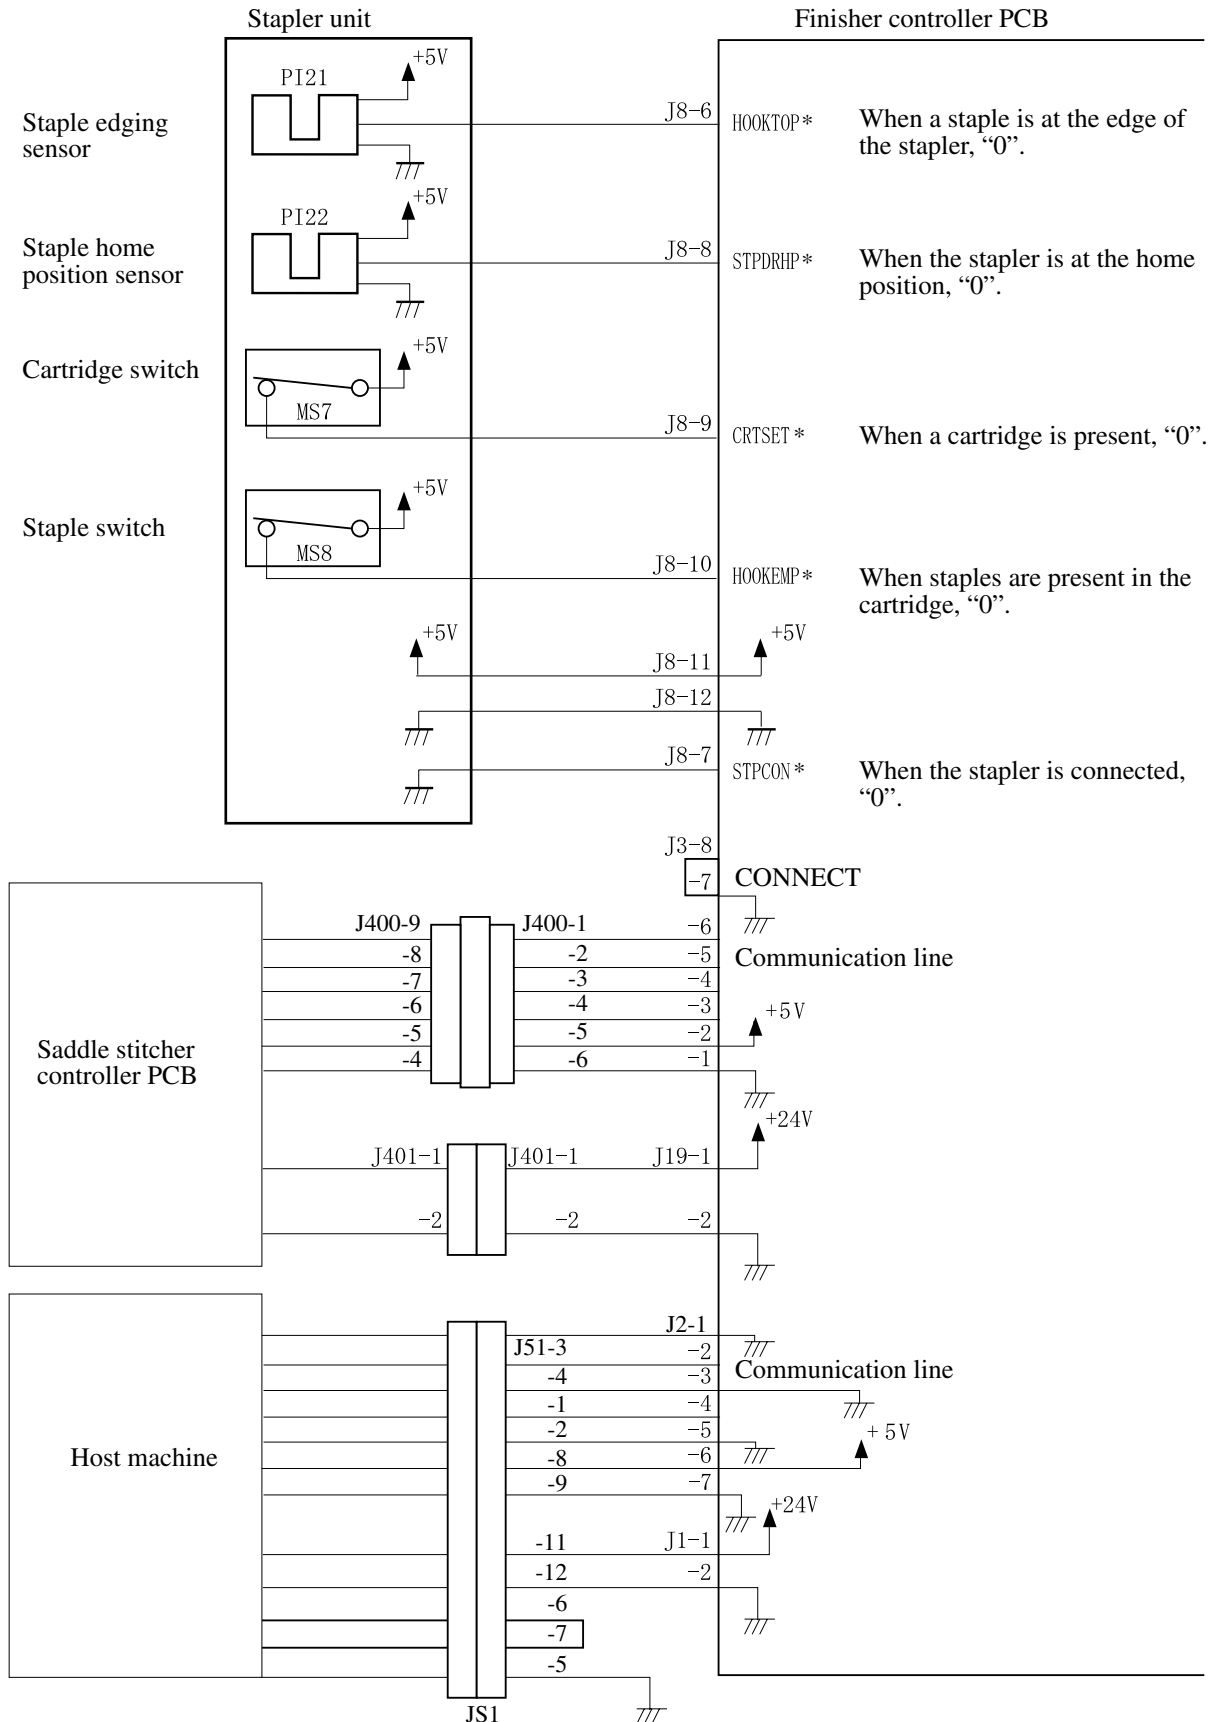 Stapler unit
Finisher controller PCB
+5V
PI21
Staple edging
sensor
J8-6
HOOKTOP*
When a staple is at the edge of
the stapler, “0”.
+5V
PI22
Staple home
position sensor
J8-8
STPDRHP*
When the stapler is at the home
position, “0”.
+5V
Cartridge switch
MS7
J8-9
CRTSET*
When a cartridge is present, “0”.
+5V
Staple switch
MS8
J8-10
HOOKEMP*
When staples are present in the
cartridge, “0”.
+5V
+5V
J8-11
J8-12
J8-7
STPCON*
When the stapler is connected,
“0”.
J3-8
-7
CONNECT
J400-9
J400-1
-6
-8
-2
-5
Communication line
-7
-3
-4
-6
-4
-3
+5V
-5
-5
-2
-4
-6
-1
Saddle stitcher
controller PCB
+24V
J401-1
J401-1
J19-1
-2
-2
-2
J2-1
J51-3
-2
Communication line
-4
-3
-1
-4
-2
-5
+5V
Host machine
-8
-6
-9
-7
+24V
-11
J1-1
-12
-2
-6
-7
-5
JS1